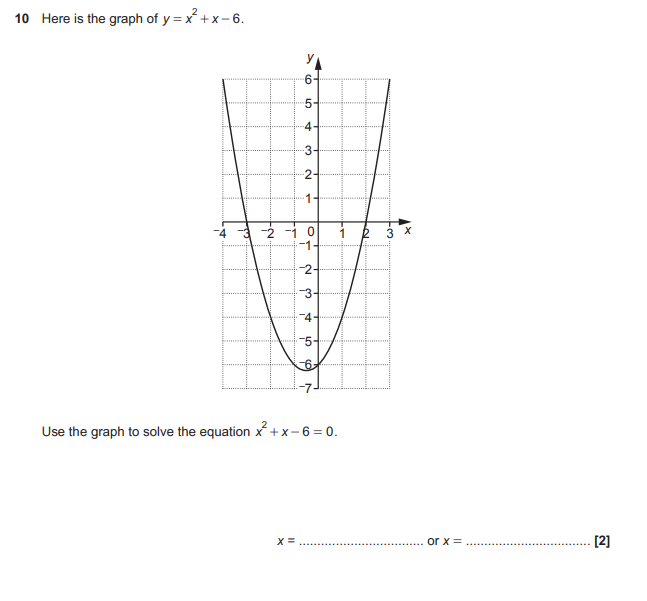 10 Here is the graph of y = x² + x – 6.
y
6
5
4
3
2
1
⁻4 ⁻3 ⁻2 ⁻1 0 1 2 3 x
⁻1
⁻2
⁻3
⁻4
⁻5
⁻6
⁻7
Use the graph to solve the equation x² + x – 6 = 0.
x = .................................. or x = .................................. [2]